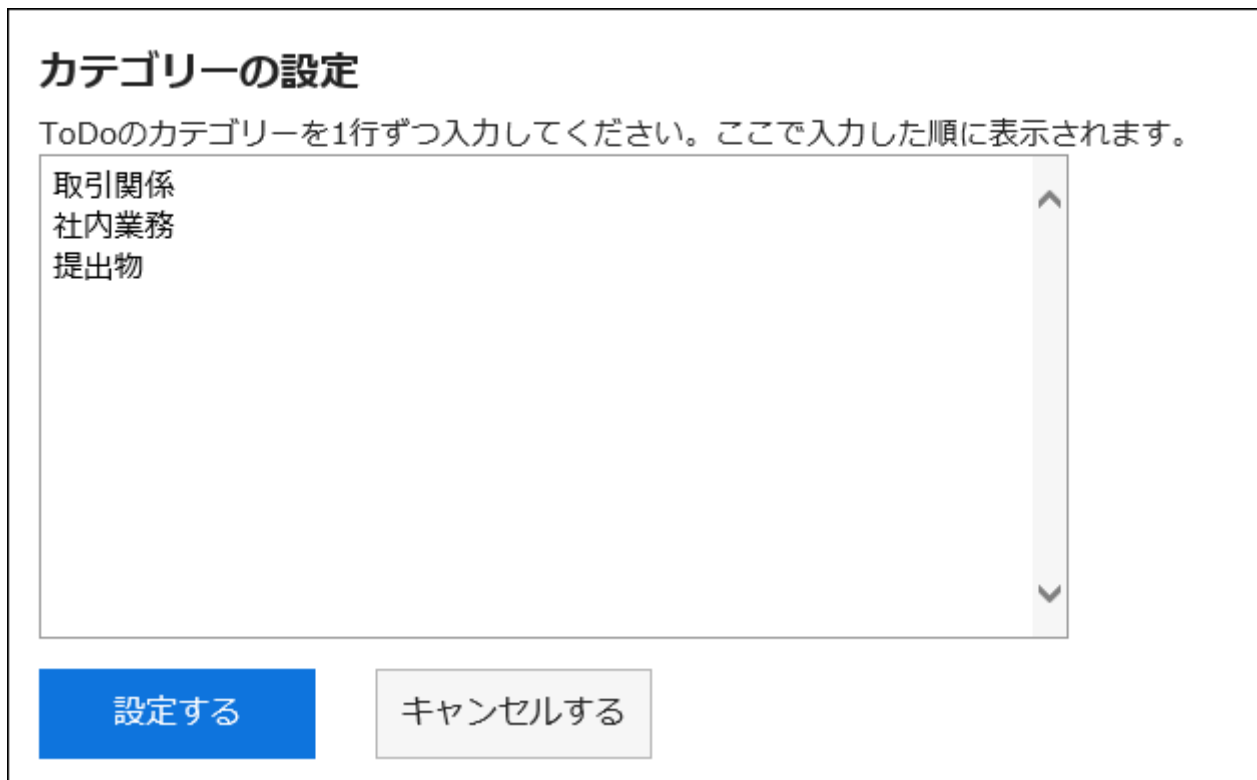 カテゴリーの設定
ToDoのカテゴリーを1行ずつ入力してください。ここで入力した順に表示されます。
取引関係
社内業務
提出物
設定する
キャンセルする